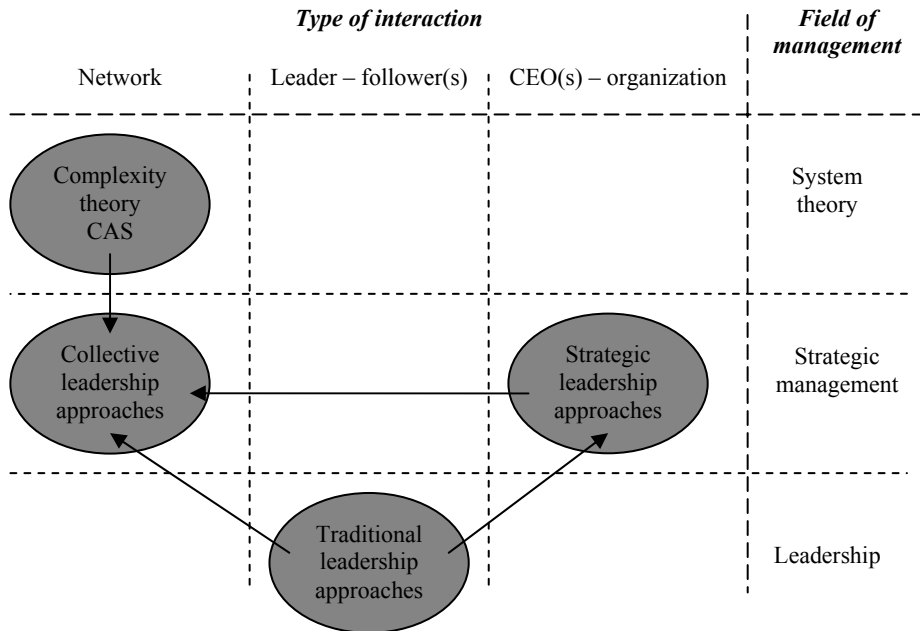 Type of interaction
Field of
management
Network
Leader – follower(s)
CEO(s) – organization
Complexity
theory
CAS
System
theory
Collective
leadership
approaches
Strategic
leadership
approaches
Strategic
management
Traditional
leadership
approaches
Leadership